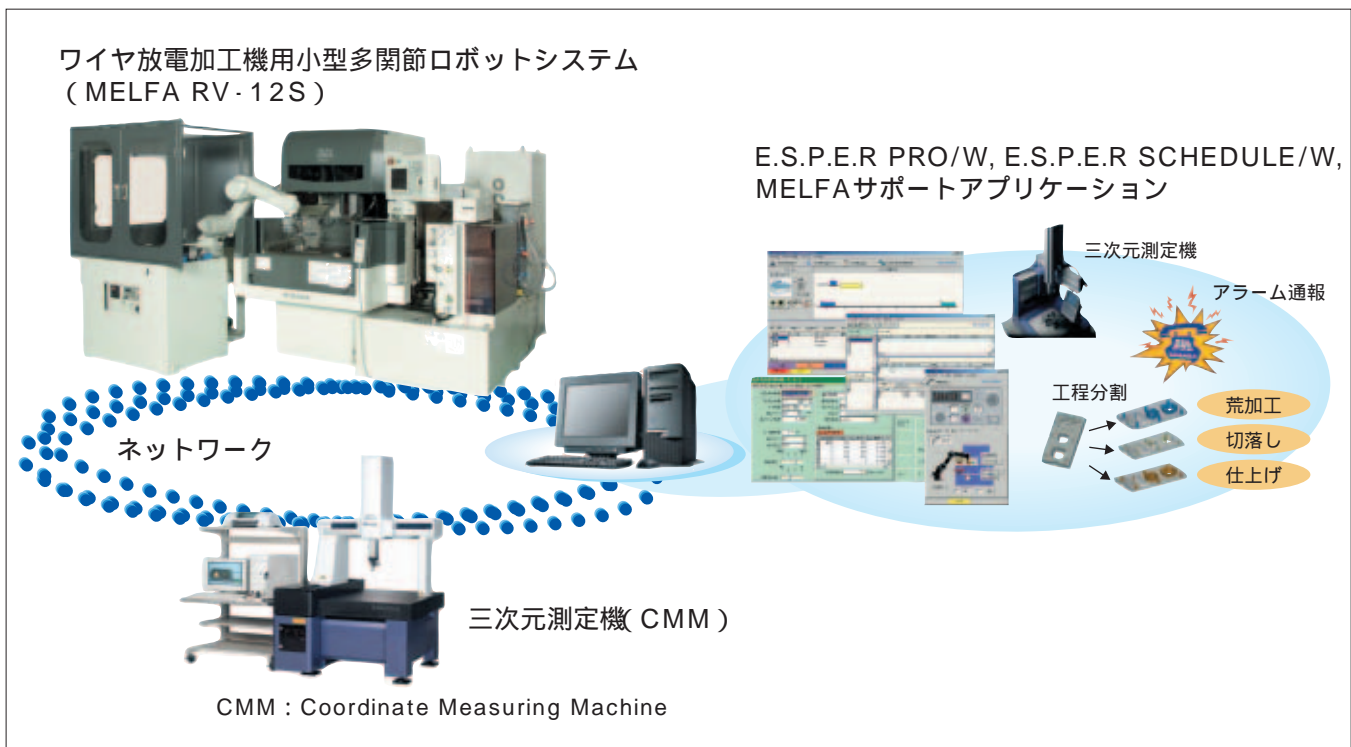 ワイヤ放電加工機用小型多関節ロボットシステム
(MELFA RV-12S)
E.S.P.E.R PRO/W, E.S.P.E.R SCHEDULE/W,
MELFAサポートアプリケーション
三次元測定機
アラーム通報
工程分割
荒加工
切落し
仕上げ
ネットワーク
三次元測定機(CMM)
CMM:Coordinate Measuring Machine